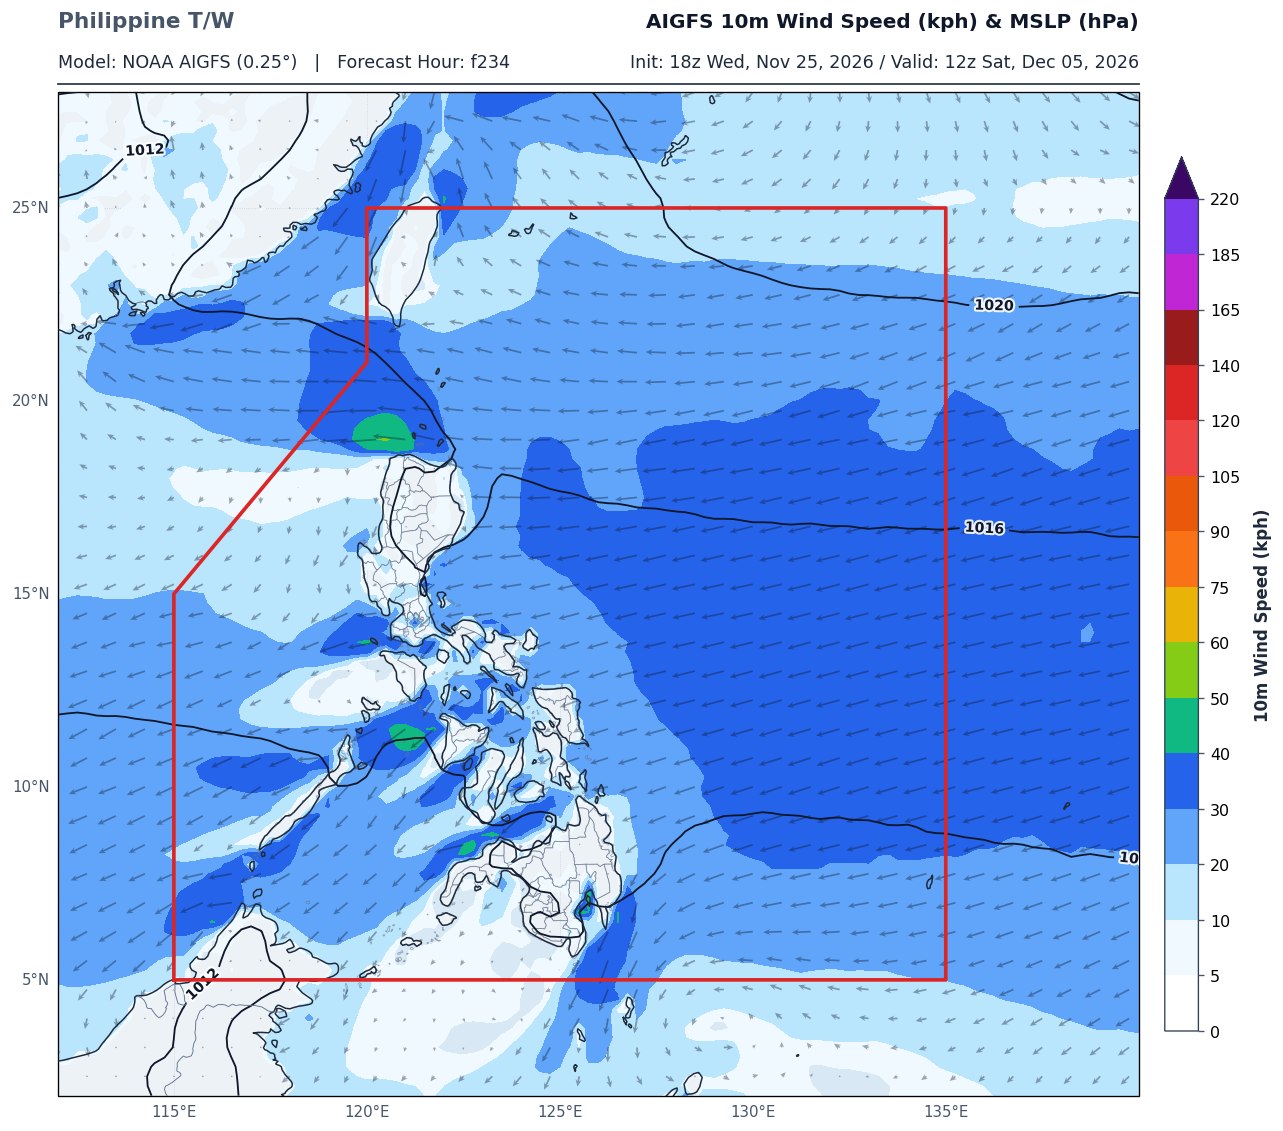 Philippine T/W
AIGFS 10m Wind Speed (kph) & MSLP (hPa)
Model: NOAA AIGFS (0.25°) | Forecast Hour: f234
Init: 18z Wed, Nov 25, 2026 / Valid: 12z Sat, Dec 05, 2026
1012
25°N
1020
20°N
1016
15°N
10°N
10
5°N
1012
115°E 120°E 125°E 130°E 135°E
220
185
165
140
120
105
90
75
60
50
40
30
20
10
5
0
10m Wind Speed (kph)